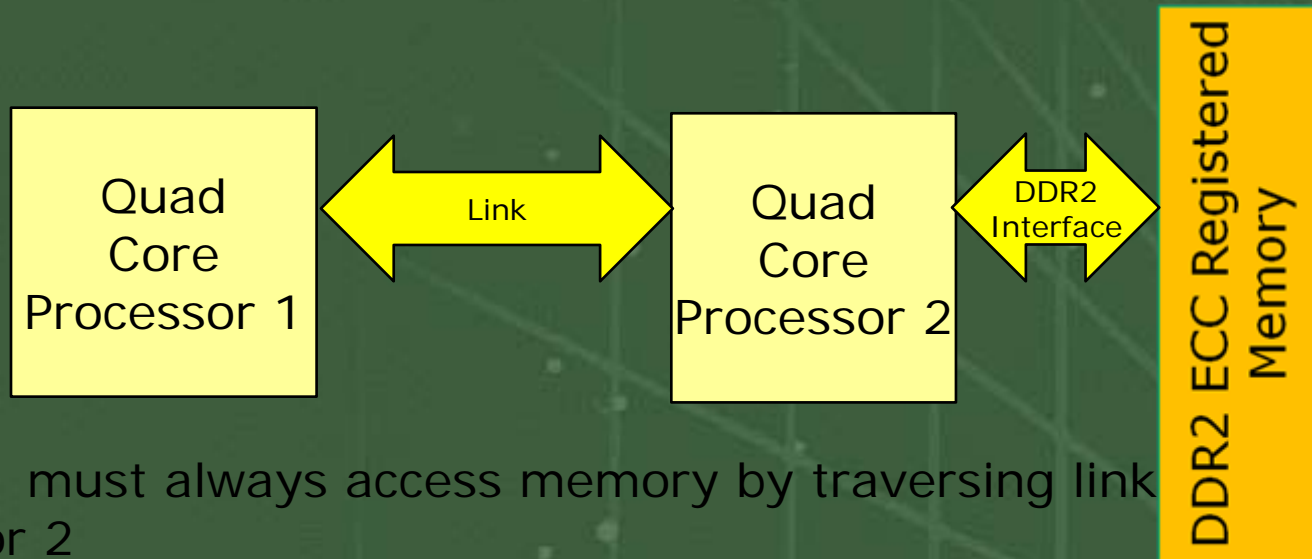 Quad
Core
Processor 1
Link
Quad
Core
Processor 2
DDR2
Interface
DDR2 ECC Registered
Memory
must always access memory by traversing link
or 2